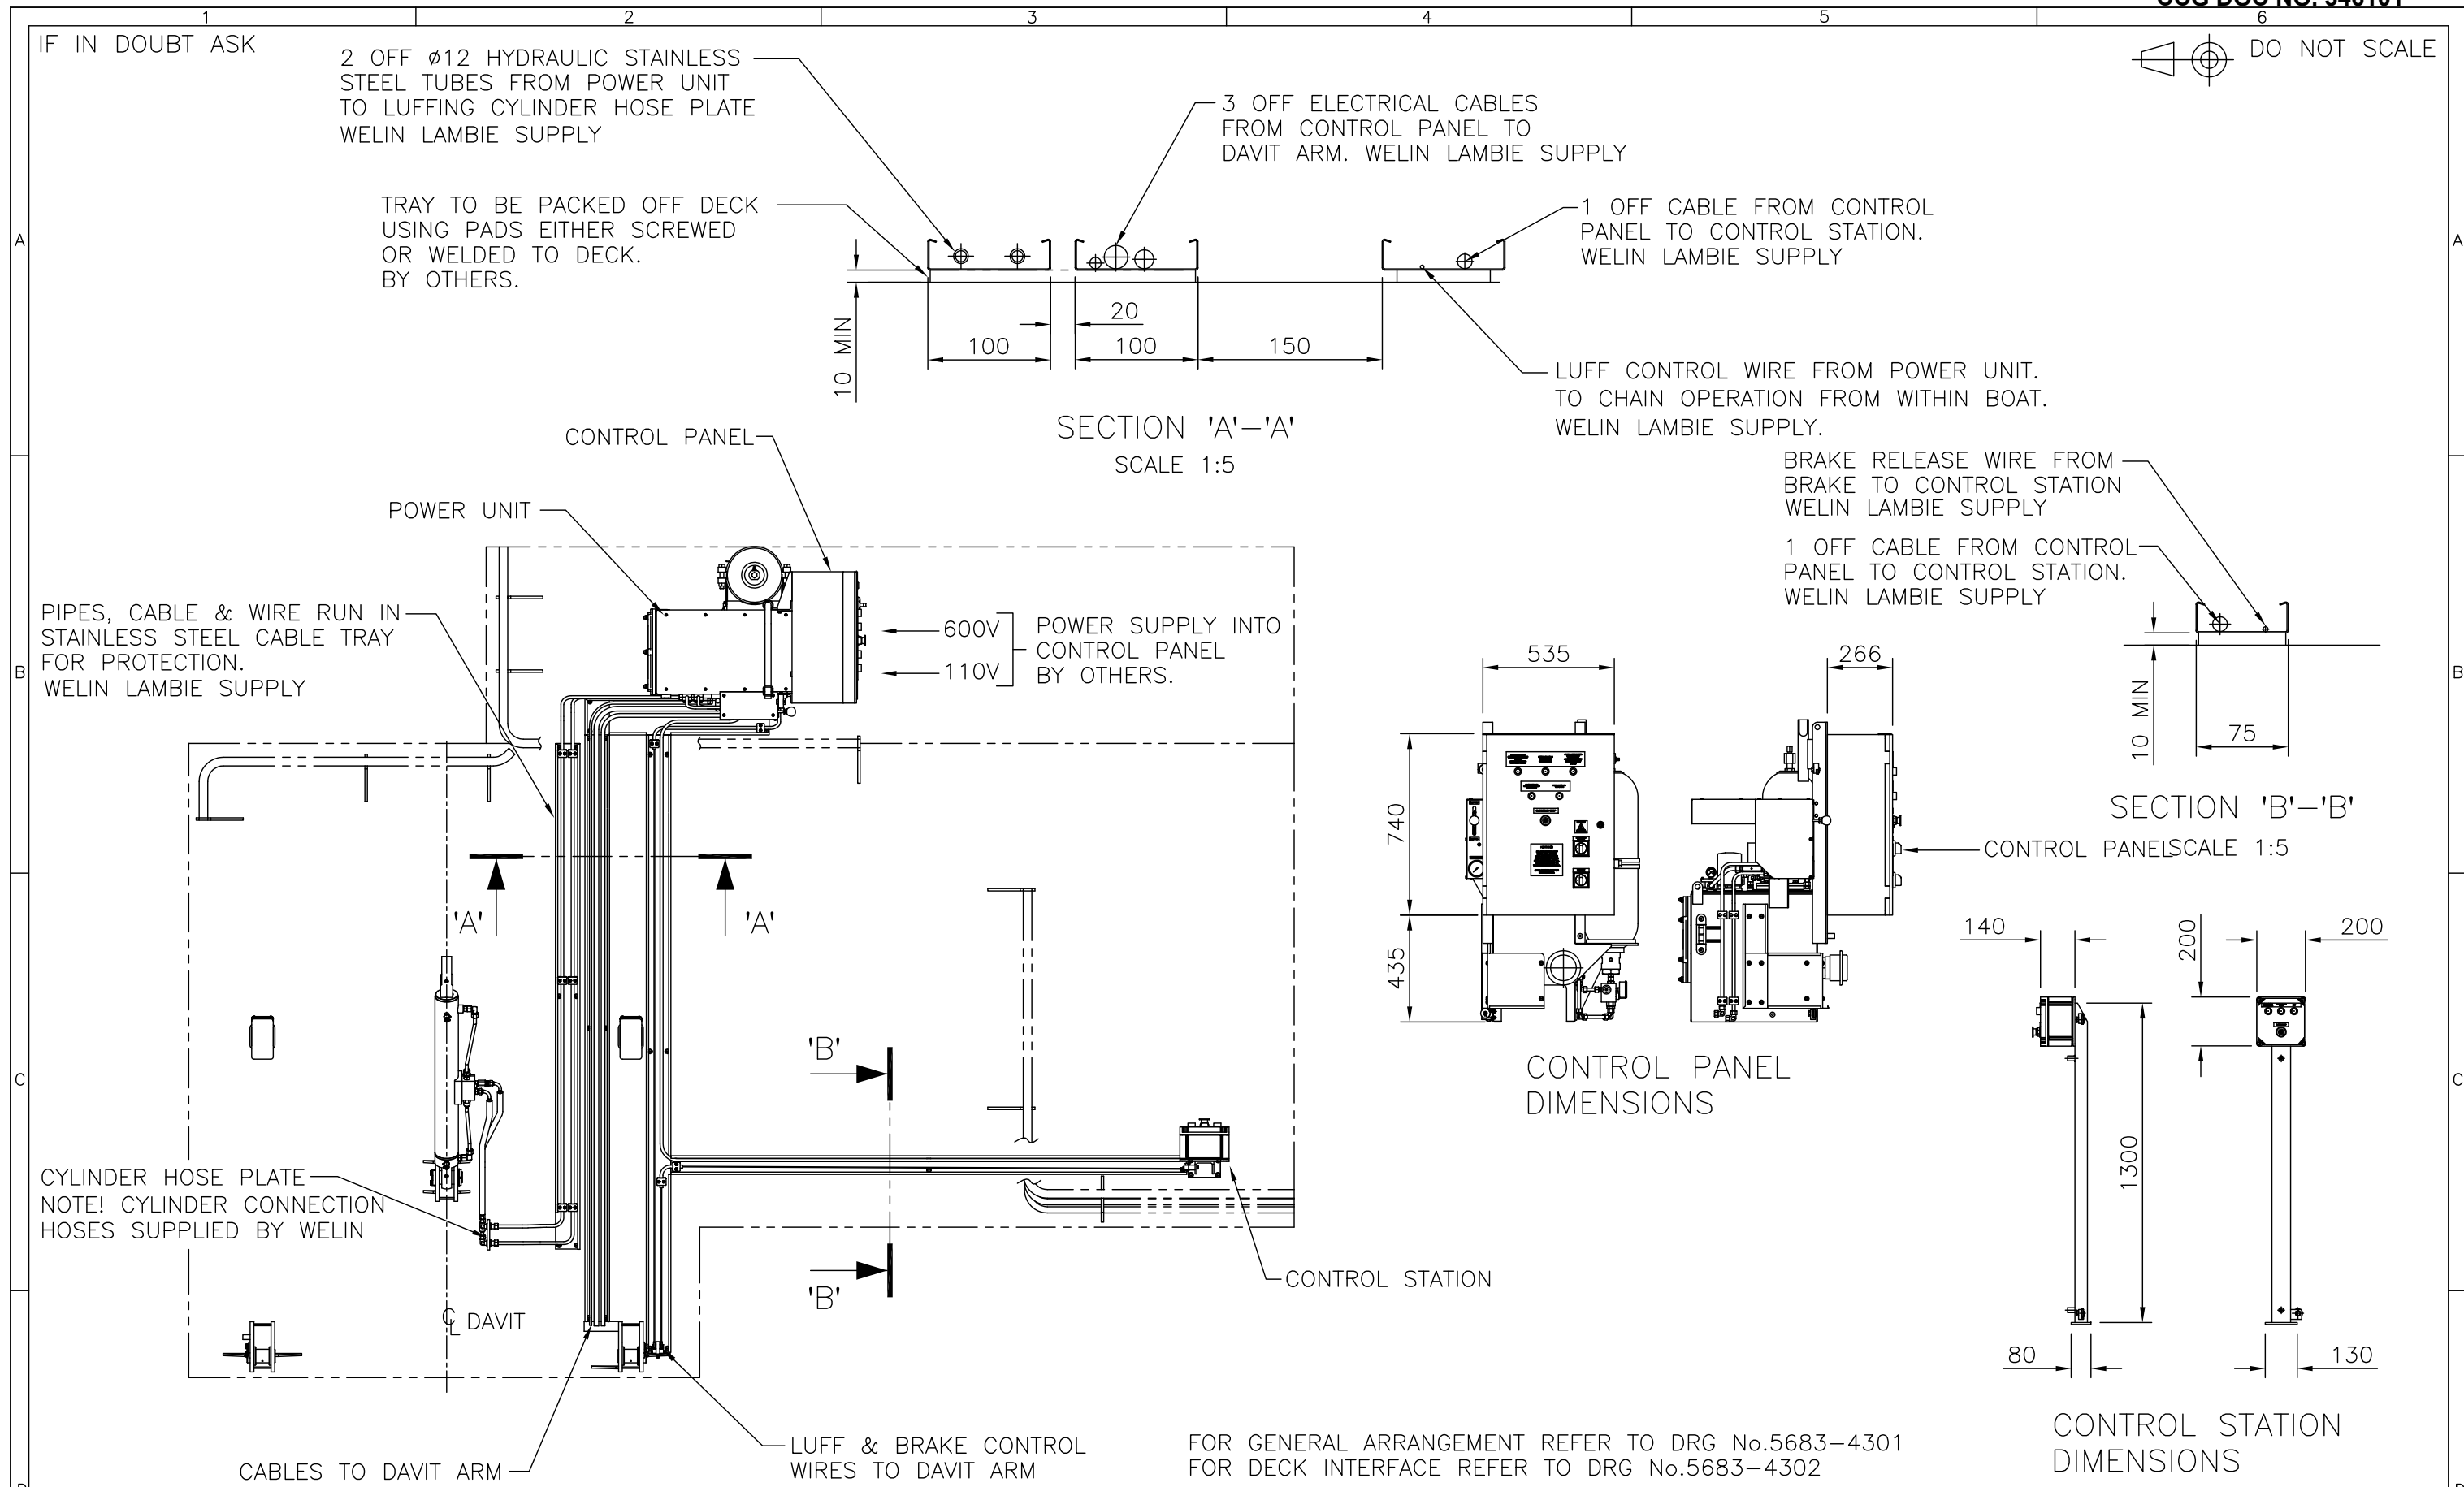 1
2
3
4
5
6
IF IN DOUBT ASK
DO NOT SCALE
2 OFF ø12 HYDRAULIC STAINLESS
STEEL TUBES FROM POWER UNIT
TO LUFFING CYLINDER HOSE PLATE
WELIN LAMBIE SUPPLY
3 OFF ELECTRICAL CABLES
FROM CONTROL PANEL TO
DAVIT ARM. WELIN LAMBIE SUPPLY
TRAY TO BE PACKED OFF DECK
USING PADS EITHER SCREWED
OR WELDED TO DECK.
BY OTHERS.
1 OFF CABLE FROM CONTROL
PANEL TO CONTROL STATION.
WELIN LAMBIE SUPPLY
A
A
10 MIN
100
20
100
150
LUFF CONTROL WIRE FROM POWER UNIT.
TO CHAIN OPERATION FROM WITHIN BOAT.
WELIN LAMBIE SUPPLY.
SECTION 'A'-'A'
SCALE 1:5
CONTROL PANEL
POWER UNIT
BRAKE RELEASE WIRE FROM
BRAKE TO CONTROL STATION
WELIN LAMBIE SUPPLY
1 OFF CABLE FROM CONTROL
PANEL TO CONTROL STATION.
WELIN LAMBIE SUPPLY
PIPES, CABLE & WIRE RUN IN
STAINLESS STEEL CABLE TRAY
FOR PROTECTION.
WELIN LAMBIE SUPPLY
600V
110V
POWER SUPPLY INTO
CONTROL PANEL
BY OTHERS.
B
B
535
266
740
435
10 MIN
75
SECTION 'B'-'B'
SCALE 1:5
CONTROL PANEL
'A'
'A'
140
200
200
CONTROL PANEL
DIMENSIONS
C
C
'B'
'B'
1300
CYLINDER HOSE PLATE
NOTE! CYLINDER CONNECTION
HOSES SUPPLIED BY WELIN
CONTROL STATION
℄ DAVIT
80
130
CONTROL STATION
DIMENSIONS
CABLES TO DAVIT ARM
LUFF & BRAKE CONTROL
WIRES TO DAVIT ARM
FOR GENERAL ARRANGEMENT REFER TO DRG No.5683-4301
FOR DECK INTERFACE REFER TO DRG No.5683-4302